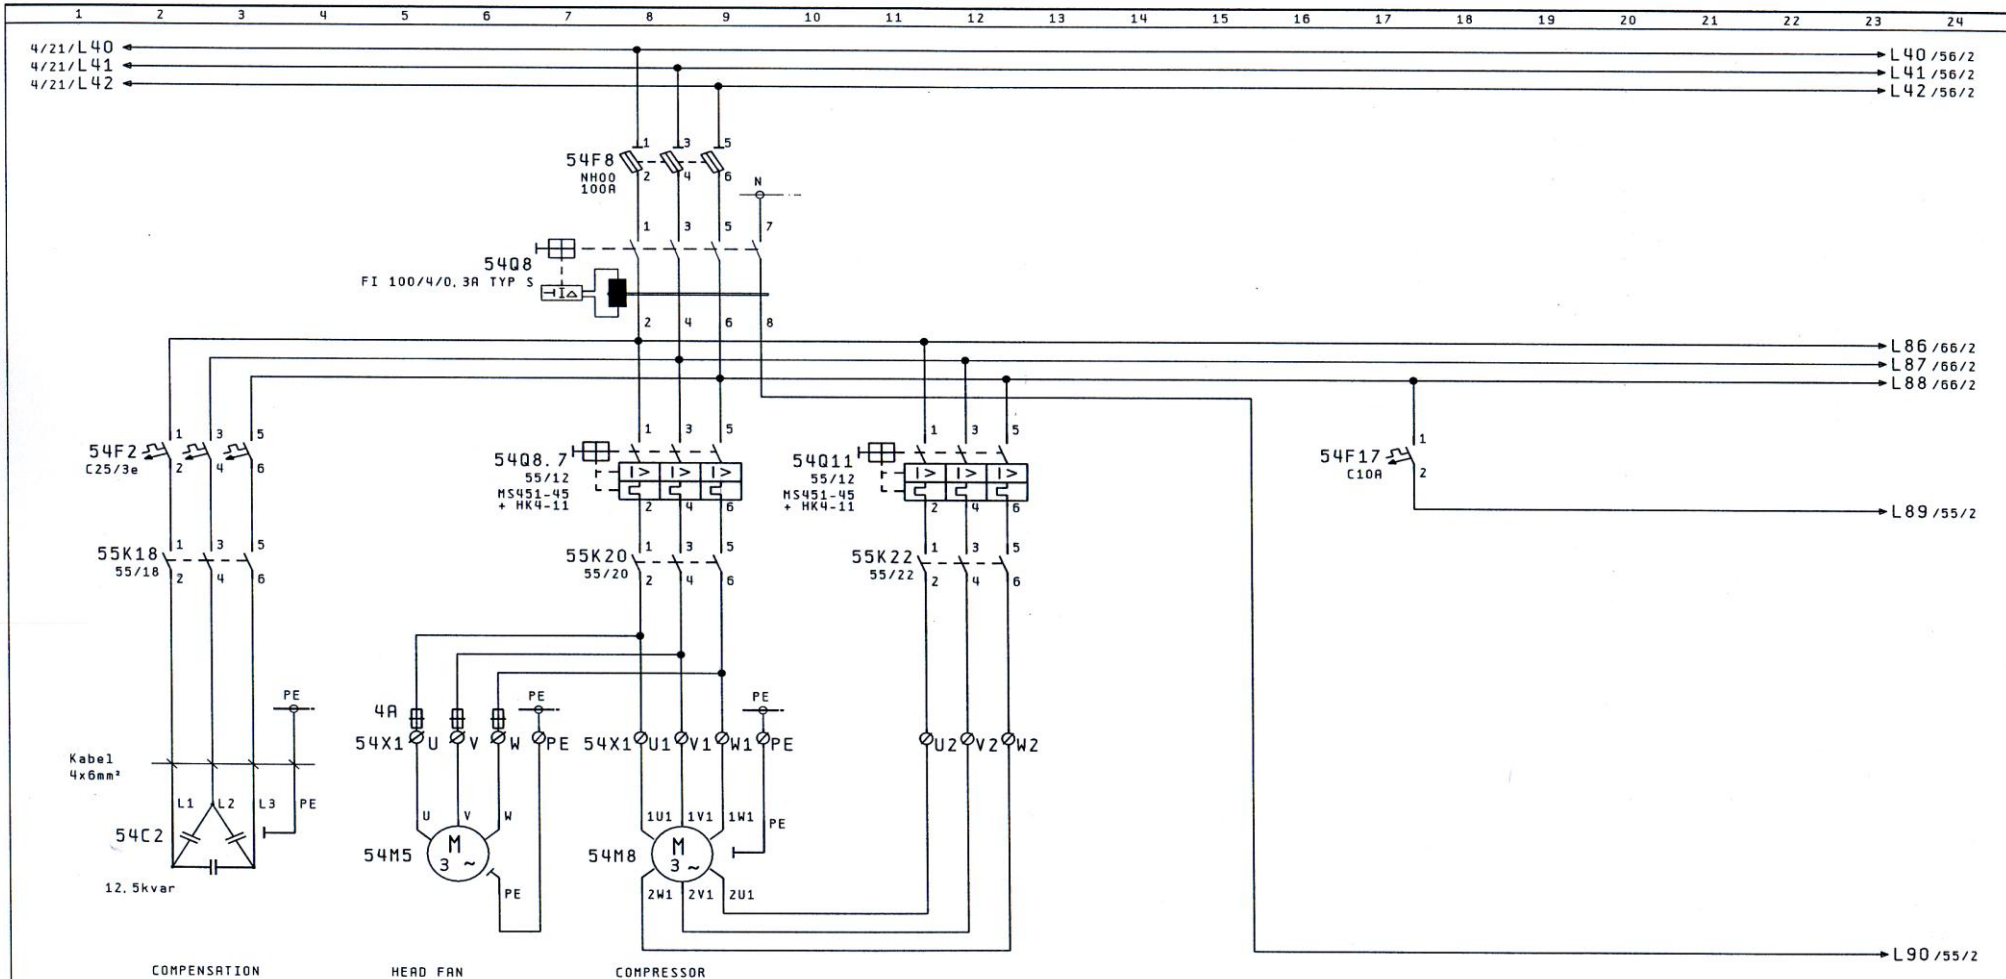 1 2 3 4 5 6 7 8 9 10 11 12 13 14 15 16 17 18 19 20 21 22 23 24
4/21/L40 L40/56/2
4/21/L41 L41/56/2
4/21/L42 L42/56/2
1 3 5
54F8
NH00
100A
2 4 6
N
1 3 5 7
54Q8
FI 100/4/0,3A TYP S
I
2 4 6 8
L86/66/2
L87/66/2
L88/66/2
1 3 5
54F2
C25/3e
2 4 6
1 3 5
54Q8.7
55/12
MS451-45
+ HK4-11
I> I> I>
2 4 6
1 3 5
54Q11
55/12
MS451-45
+ HK4-11
I> I> I>
2 4 6
1
54F17
C10A
2
L89/55/2
1 3 5
55K18
55/18
2 4 6
1 3 5
55K20
55/20
2 4 6
1 3 5
55K22
55/22
2 4 6
PE PE PE
4A
54X1 U V W PE 54X1 U1 V1 W1 PE U2 V2 W2
Kabel
4x6mm²
L1 L2 L3 PE
54C2
12,5kvar
U V W
54M5
M
3 ~
PE
1U1 1V1 1W1 PE
54M8
M
3 ~
2W1 2V1 2U1
L90/55/2
COMPENSATION HEAD FAN COMPRESSOR